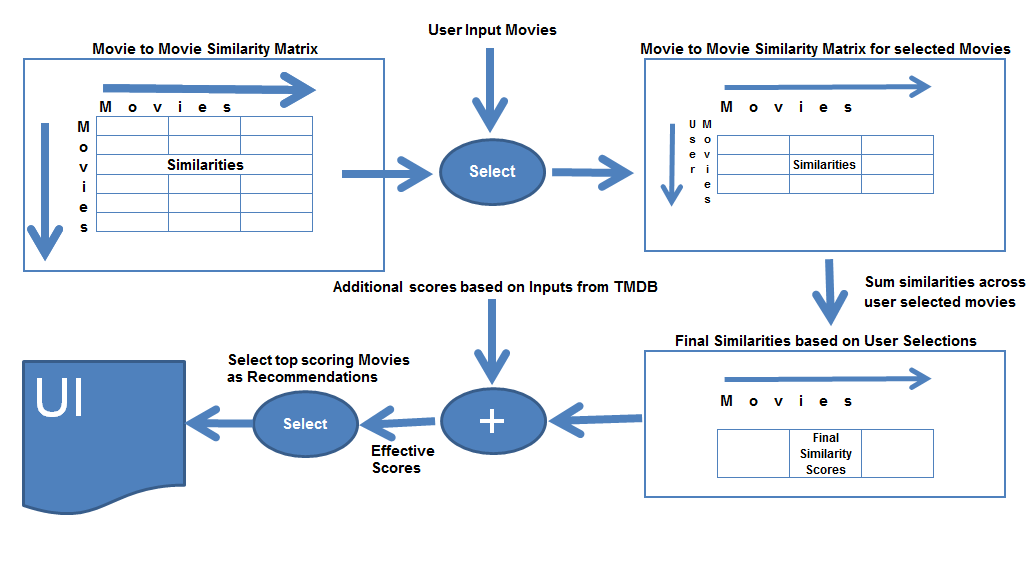 User Input Movies
Movie to Movie Similarity Matrix
M o v i e s
M
o
v
i
e
s
Similarities
Select
Movie to Movie Similarity Matrix for selected Movies
M o v i e s
U M
s o
e v
r i
e
s
Similarities
Sum similarities across
user selected movies
Additional scores based on Inputs from TMDB
Final Similarities based on User Selections
M o v i e s
Final
Similarity
Scores
+
Effective
Scores
Select top scoring Movies
as Recommendations
Select
UI